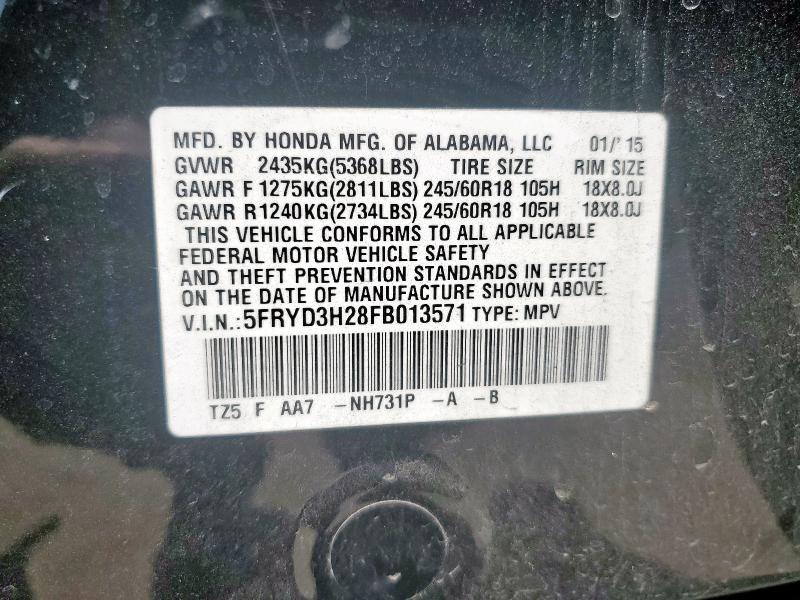 MFD. BY HONDA MFG. OF ALABAMA, LLC 01/'15
GVWR 2435KG(5368LBS) TIRE SIZE RIM SIZE
GAWR F 1275KG(2811LBS) 245/60R18 105H 18X8.0J
GAWR R 1240KG(2734LBS) 245/60R18 105H 18X8.0J
THIS VEHICLE CONFORMS TO ALL APPLICABLE
FEDERAL MOTOR VEHICLE SAFETY
AND THEFT PREVENTION STANDARDS IN EFFECT
ON THE DATE OF MANUFACTURE SHOWN ABOVE.
V.I.N.: 5FRYD3H28FB013571 TYPE: MPV
TZ5 F AA7 -NH731P -A -B